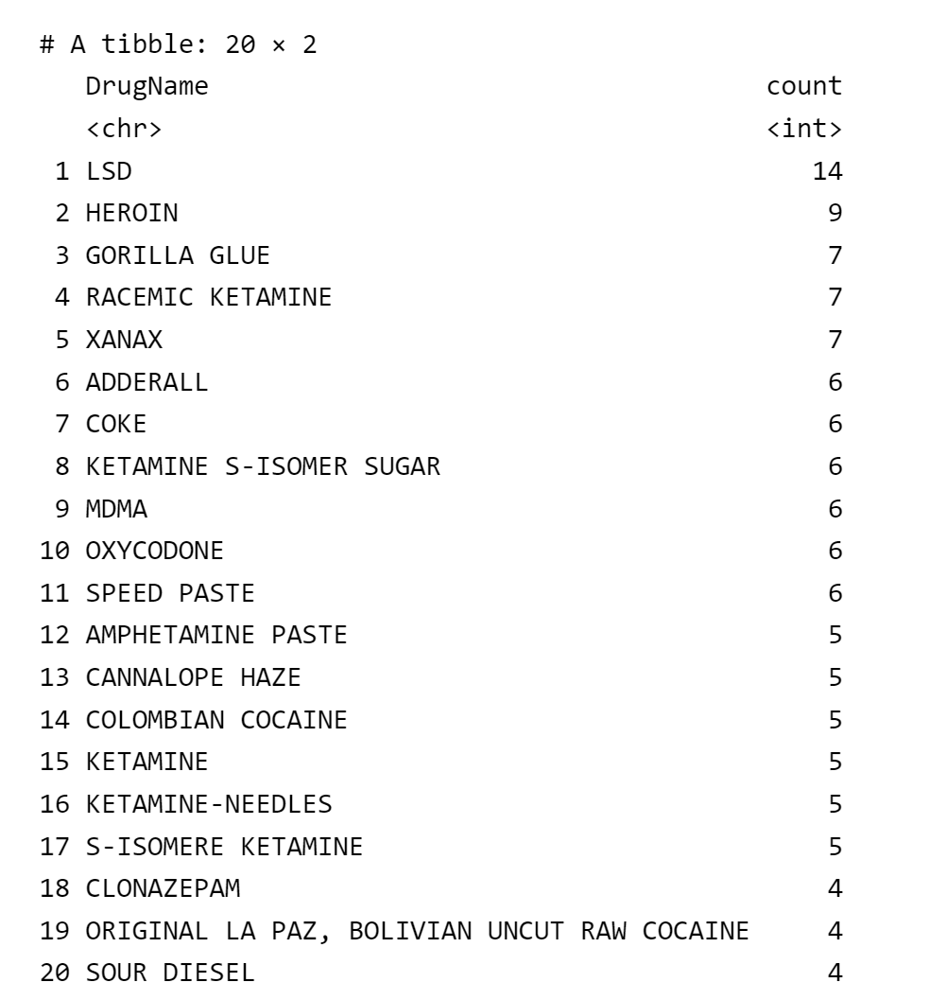 # A tibble: 20 × 2
DrugName count
<chr> <int>
1 LSD 14
2 HEROIN 9
3 GORILLA GLUE 7
4 RACEMIC KETAMINE 7
5 XANAX 7
6 ADDERALL 6
7 COKE 6
8 KETAMINE S-ISOMER SUGAR 6
9 MDMA 6
10 OXYCODONE 6
11 SPEED PASTE 6
12 AMPHETAMINE PASTE 5
13 CANNALOPE HAZE 5
14 COLOMBIAN COCAINE 5
15 KETAMINE 5
16 KETAMINE-NEEDLES 5
17 S-ISOMERE KETAMINE 5
18 CLONAZEPAM 4
19 ORIGINAL LA PAZ, BOLIVIAN UNCUT RAW COCAINE 4
20 SOUR DIESEL 4